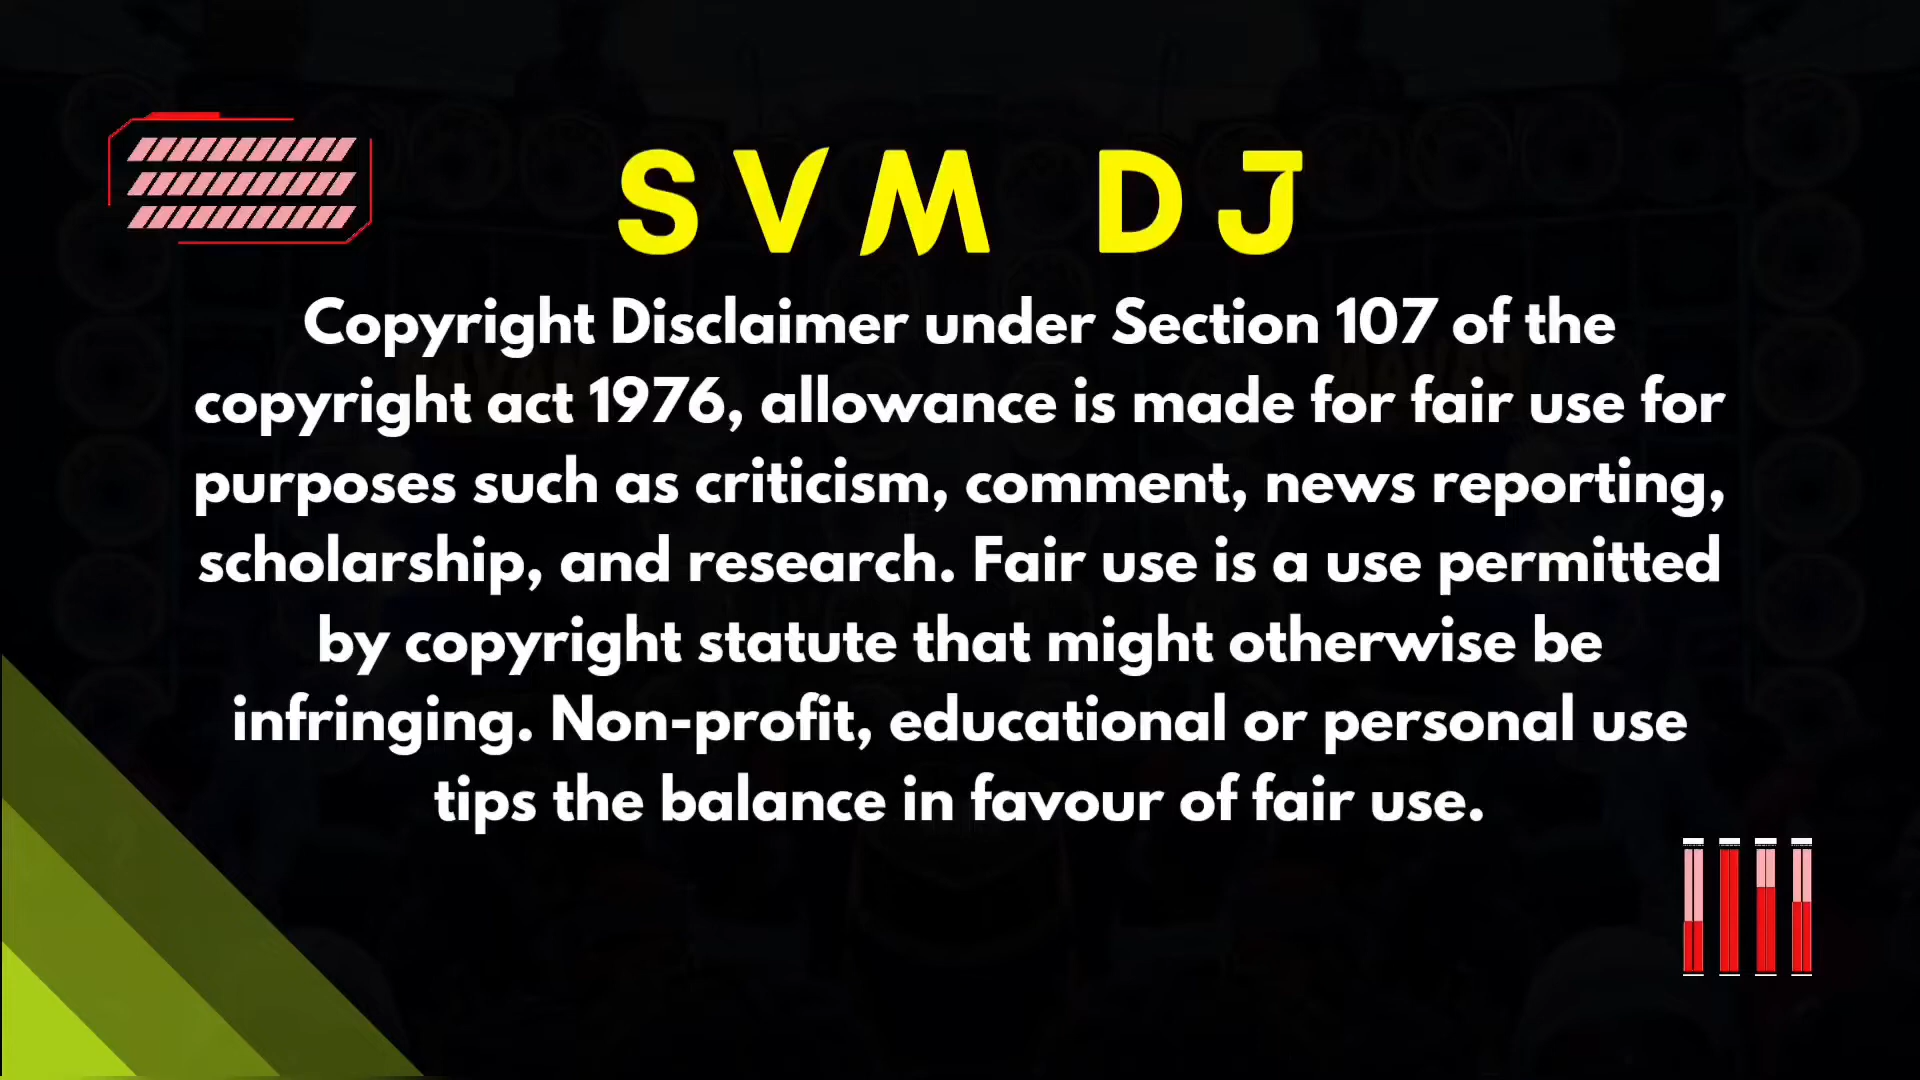 SVM DJ
Copyright Disclaimer under Section 107 of the
copyright act 1976, allowance is made for fair use for
purposes such as criticism, comment, news reporting,
scholarship, and research. Fair use is a use permitted
by copyright statute that might otherwise be
infringing. Non-profit, educational or personal use
tips the balance in favour of fair use.